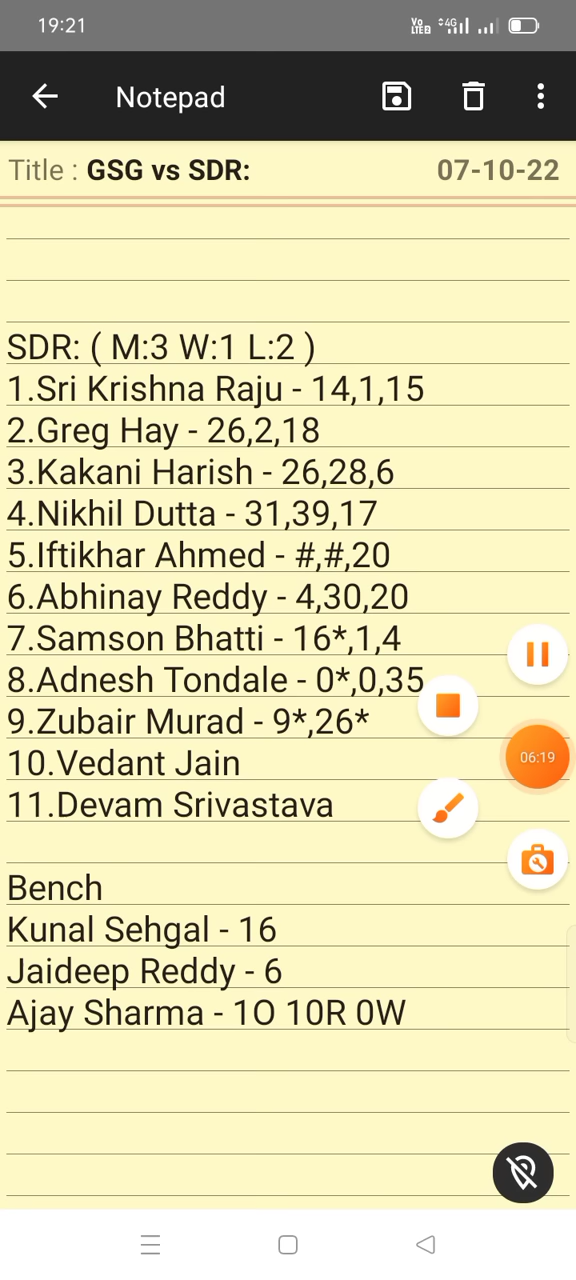 19:21
Vo LTE2 4G
Notepad
Title : GSG vs SDR: 07-10-22
SDR: ( M:3 W:1 L:2 )
1.Sri Krishna Raju - 14,1,15
2.Greg Hay - 26,2,18
3.Kakani Harish - 26,28,6
4.Nikhil Dutta - 31,39,17
5.Iftikhar Ahmed - #,#,20
6.Abhinay Reddy - 4,30,20
7.Samson Bhatti - 16*,1,4
8.Adnesh Tondale - 0*,0,35
9.Zubair Murad - 9*,26*
10.Vedant Jain
11.Devam Srivastava
06:19
Bench
Kunal Sehgal - 16
Jaideep Reddy - 6
Ajay Sharma - 1O 10R 0W